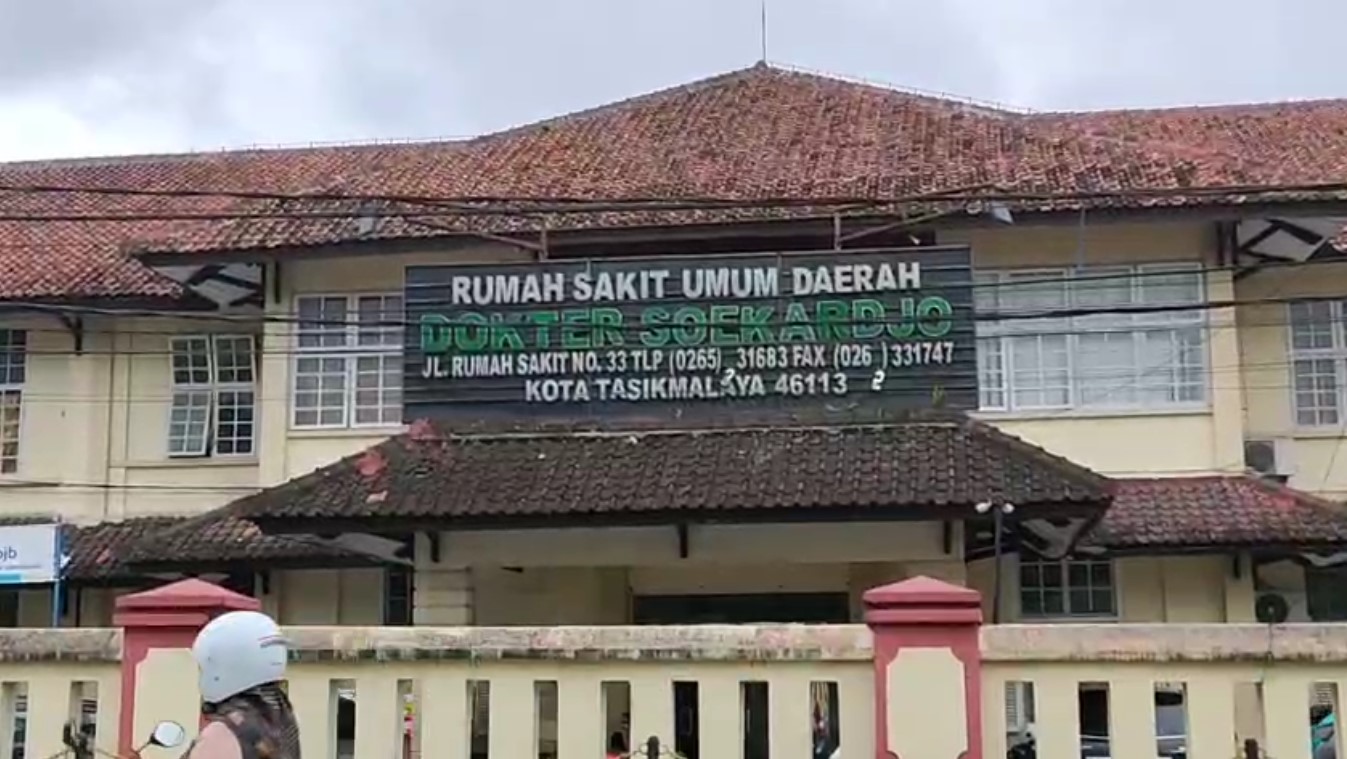 RUMAH SAKIT UMUM DAERAH
DOKTER SOEKARDJO
JL. RUMAH SAKIT NO. 33 TLP (0265) 31683 FAX (026 ) 331747
KOTA TASIKMALAYA 46113
bjb